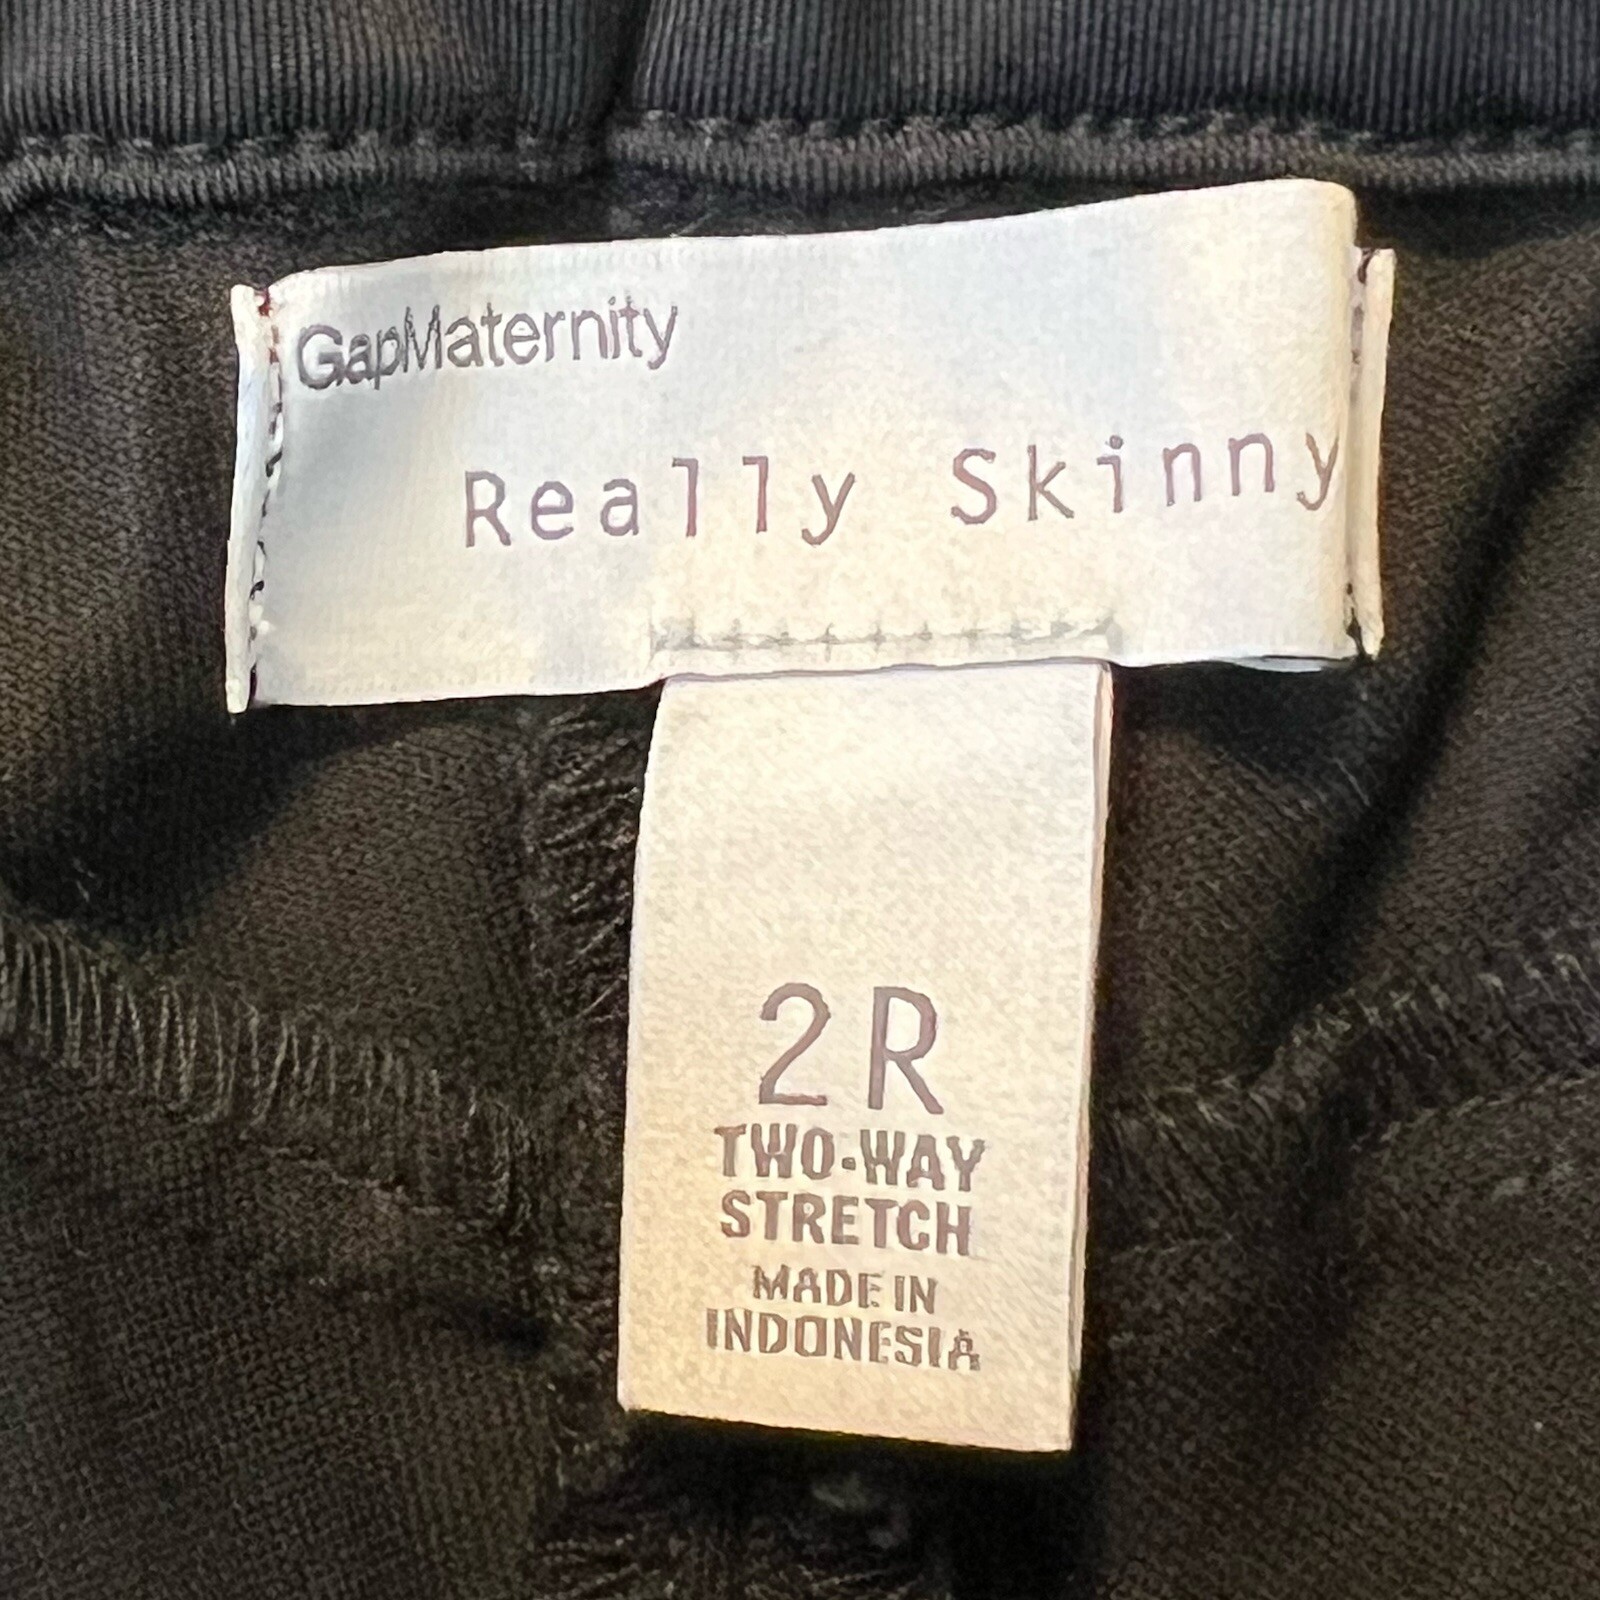 GapMaternity
Really Skinny
2R
TWO-WAY
STRETCH
MADE IN
INDONESIA